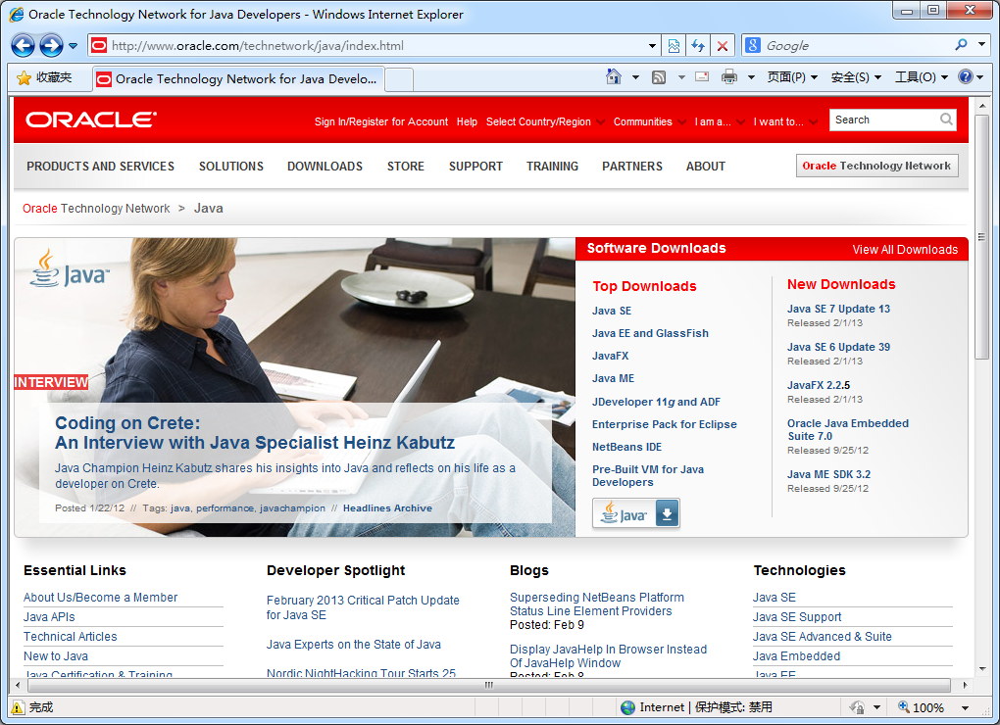 Oracle Technology Network for Java Developers - Windows Internet Explorer
http://www.oracle.com/technetwork/java/index.html
Google
收藏夹
Oracle Technology Network for Java Develo...
页面(P)
安全(S)
工具(O)
ORACLE
Sign In/Register for Account Help Select Country/Region Communities I am a... I want to...
Search
PRODUCTS AND SERVICES SOLUTIONS DOWNLOADS STORE SUPPORT TRAINING PARTNERS ABOUT
Oracle Technology Network
Oracle Technology Network > Java
Java™
INTERVIEW
Coding on Crete:
An Interview with Java Specialist Heinz Kabutz
Java Champion Heinz Kabutz shares his insights into Java and reflects on his life as a
developer on Crete.
Posted 1/22/12 // Tags: java, performance, javachampion // Headlines Archive
Software Downloads
View All Downloads
Top Downloads
Java SE
Java EE and GlassFish
JavaFX
Java ME
JDeveloper 11g and ADF
Enterprise Pack for Eclipse
NetBeans IDE
Pre-Built VM for Java
Developers
Java
New Downloads
Java SE 7 Update 13
Released 2/1/13
Java SE 6 Update 39
Released 2/1/13
JavaFX 2.2.5
Released 2/1/13
Oracle Java Embedded
Suite 7.0
Released 9/25/12
Java ME SDK 3.2
Released 9/25/12
Essential Links
About Us/Become a Member
Java APIs
Technical Articles
New to Java
Java Certification & Training
Developer Spotlight
February 2013 Critical Patch Update
for Java SE
Java Experts on the State of Java
Nordic NightHacking Tour Starts 25
Blogs
Superseding NetBeans Platform
Status Line Element Providers
Posted: Feb 9
Display JavaHelp In Browser Instead
Of JavaHelp Window
Posted: Feb 8
Technologies
Java SE
Java SE Support
Java SE Advanced & Suite
Java Embedded
Java EE
完成
Internet | 保护模式: 禁用
100%